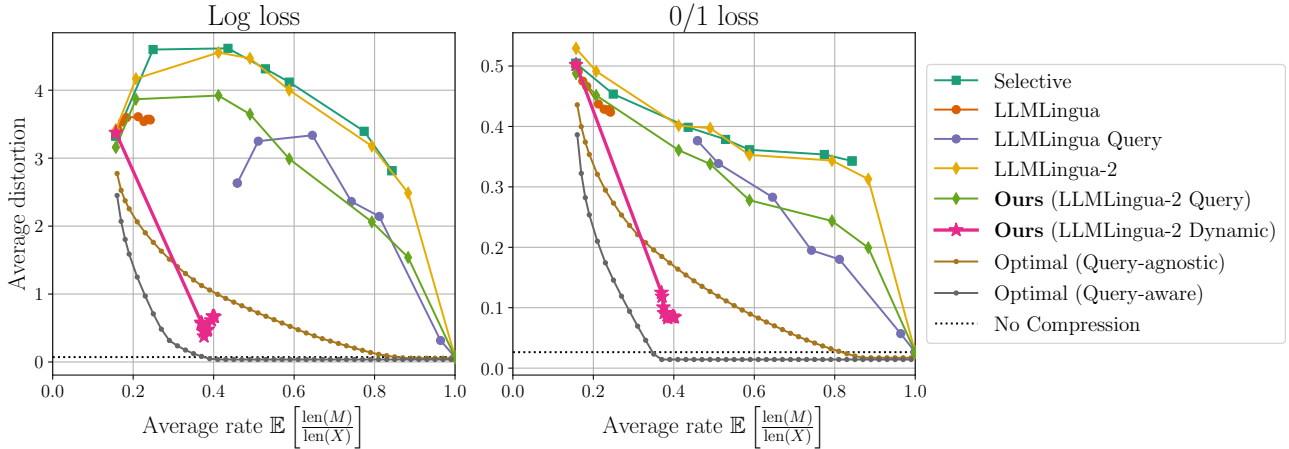 Log loss
0/1 loss
Average distortion
4
3
2
1
0
0.0 0.2 0.4 0.6 0.8 1.0
Average rate 𝔼 [len(M)/len(X)]
0.5
0.4
0.3
0.2
0.1
0.0
0.0 0.2 0.4 0.6 0.8 1.0
Average rate 𝔼 [len(M)/len(X)]
Selective
LLMLingua
LLMLingua Query
LLMLingua-2
Ours (LLMLingua-2 Query)
Ours (LLMLingua-2 Dynamic)
Optimal (Query-agnostic)
Optimal (Query-aware)
No Compression